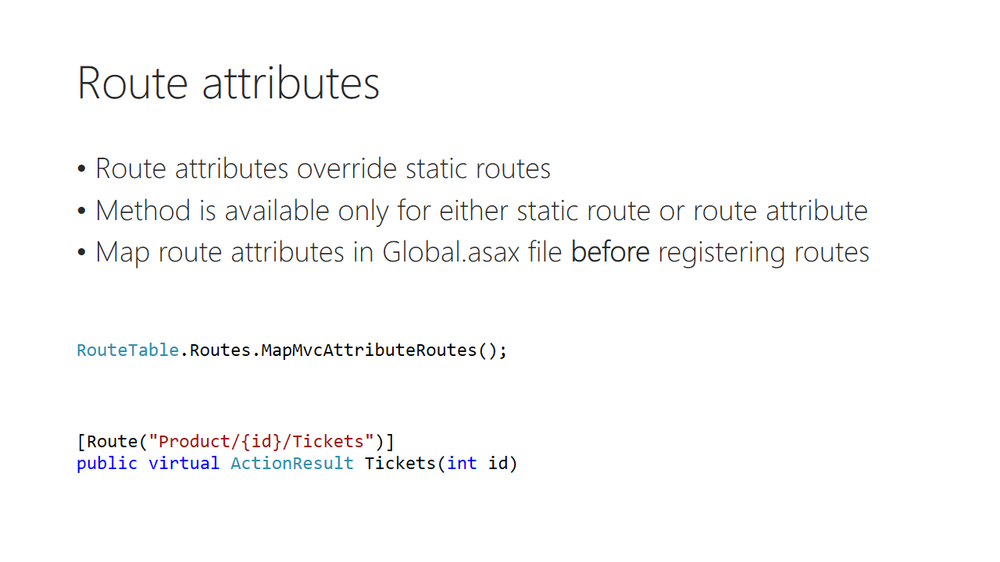 Route attributes
• Route attributes override static routes
• Method is available only for either static route or route attribute
• Map route attributes in Global.asax file before registering routes
RouteTable.Routes.MapMvcAttributeRoutes();
[Route("Product/{id}/Tickets")]
public virtual ActionResult Tickets(int id)